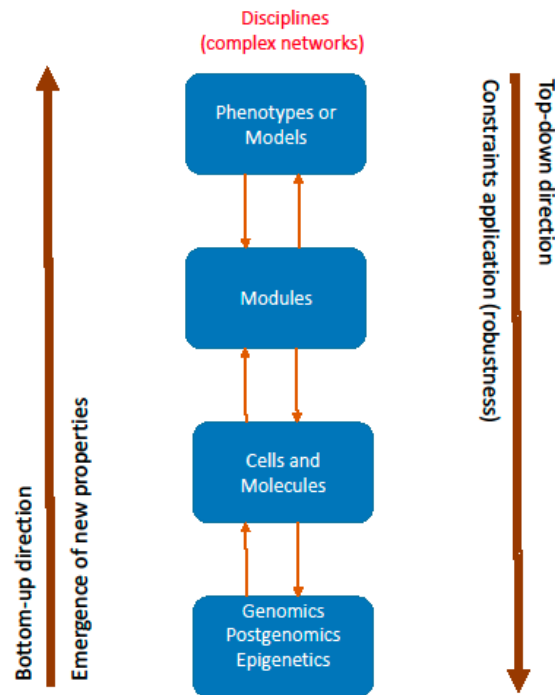 Disciplines
(complex networks)
Phenotypes or
Models
Modules
Cells and
Molecules
Genomics
Postgenomics
Epigenetics
Bottom-up direction
Emergence of new properties
Top-down direction
Constraints application (robustness)